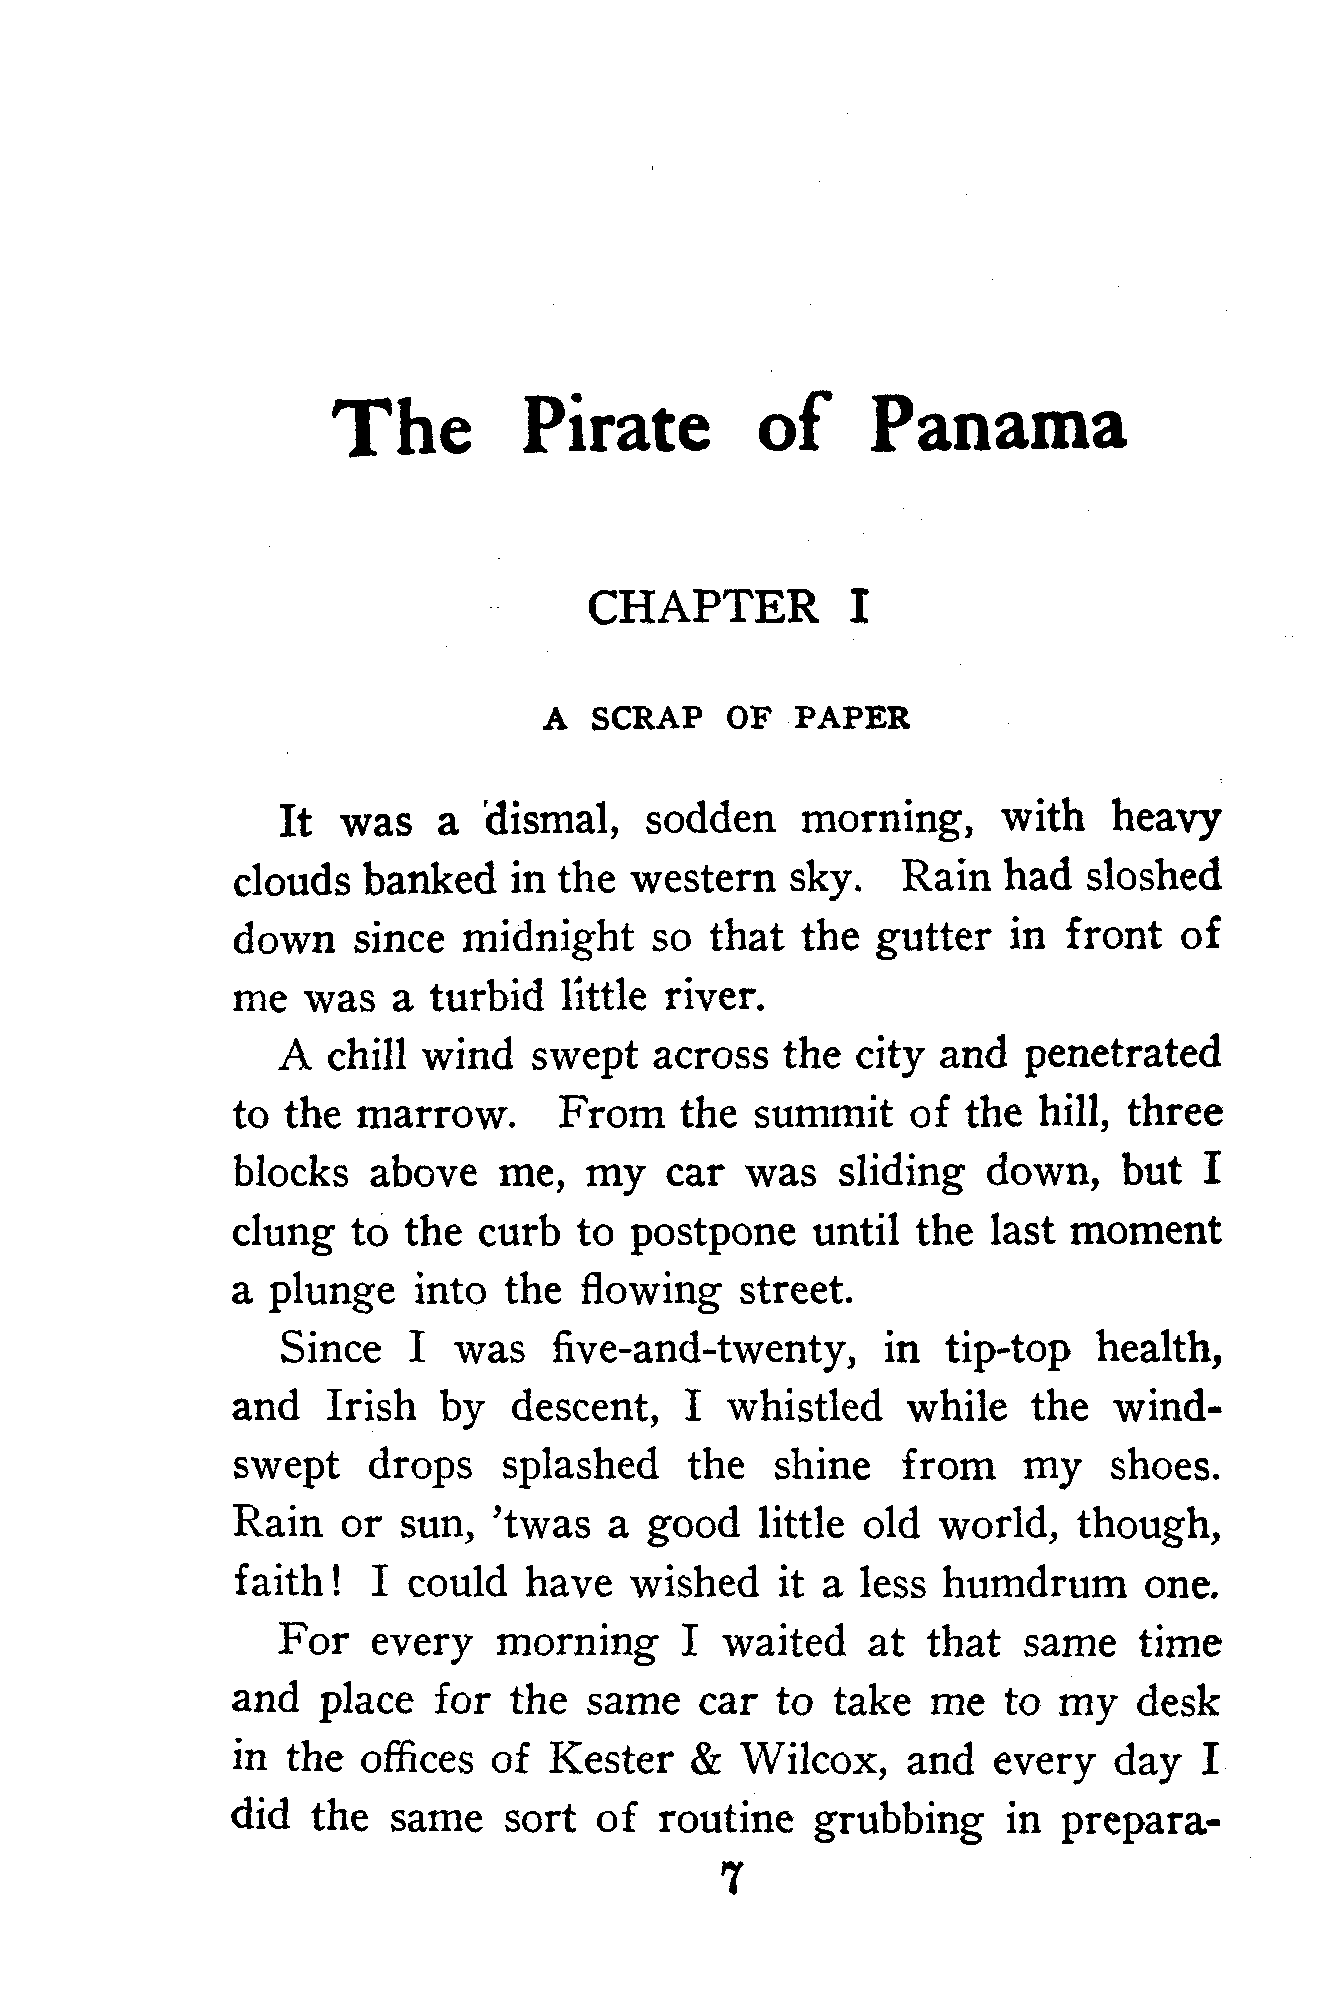 The Pirate of Panama
CHAPTER I
A SCRAP OF PAPER
It was a dismal, sodden morning, with heavy
clouds banked in the western sky. Rain had sloshed
down since midnight so that the gutter in front of
me was a turbid little river.
A chill wind swept across the city and penetrated
to the marrow. From the summit of the hill, three
blocks above me, my car was sliding down, but I
clung to the curb to postpone until the last moment
a plunge into the flowing street.
Since I was five-and-twenty, in tip-top health,
and Irish by descent, I whistled while the wind-
swept drops splashed the shine from my shoes.
Rain or sun, ’twas a good little old world, though,
faith! I could have wished it a less humdrum one.
For every morning I waited at that same time
and place for the same car to take me to my desk
in the offices of Kester & Wilcox, and every day I
did the same sort of routine grubbing in prepara-
7